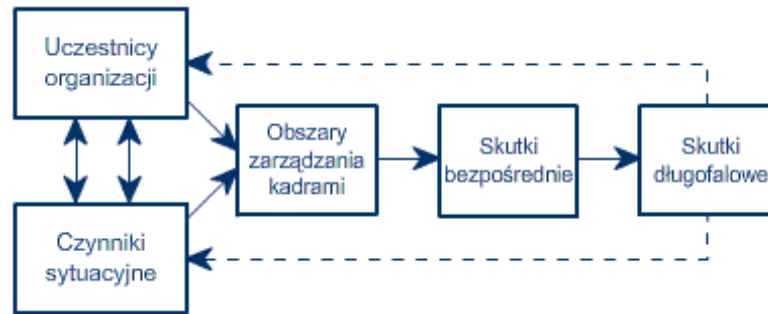 Uczestnicy
organizacji
Obszary
zarządzania
kadrami
Skutki
bezpośrednie
Skutki
długofalowe
Czynniki
sytuacyjne